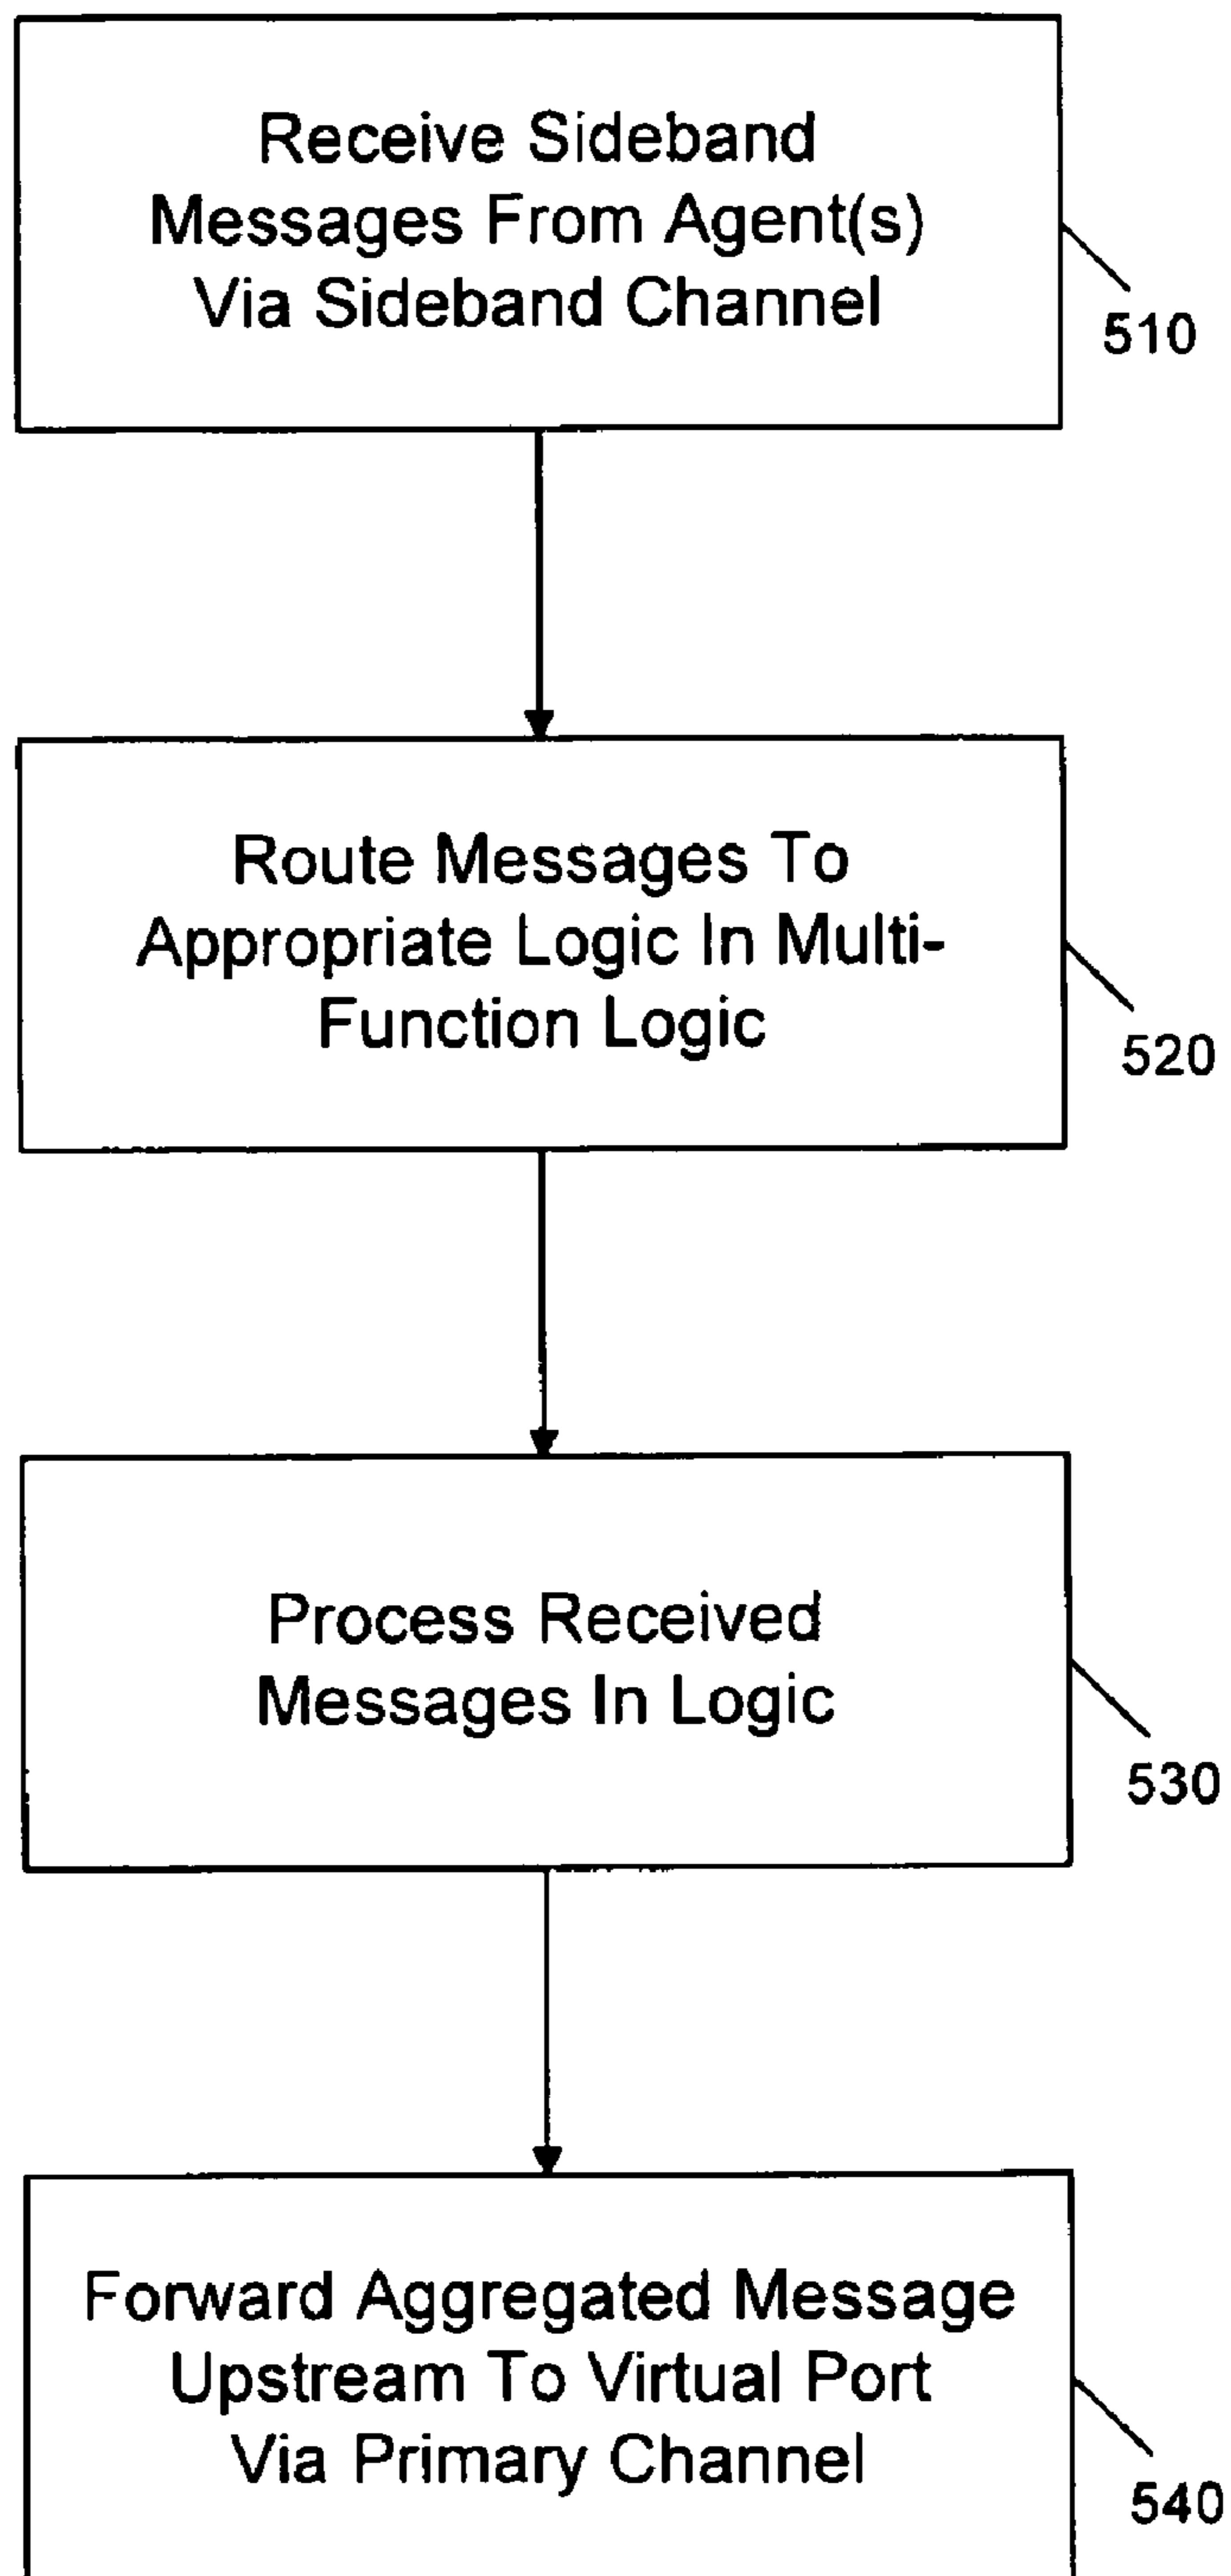 Receive Sideband
Messages From Agent(s)
Via Sideband Channel
510
Route Messages To
Appropriate Logic In Multi-
Function Logic
520
Process Received
Messages In Logic
530
Forward Aggregated Message
Upstream To Virtual Port
Via Primary Channel
540